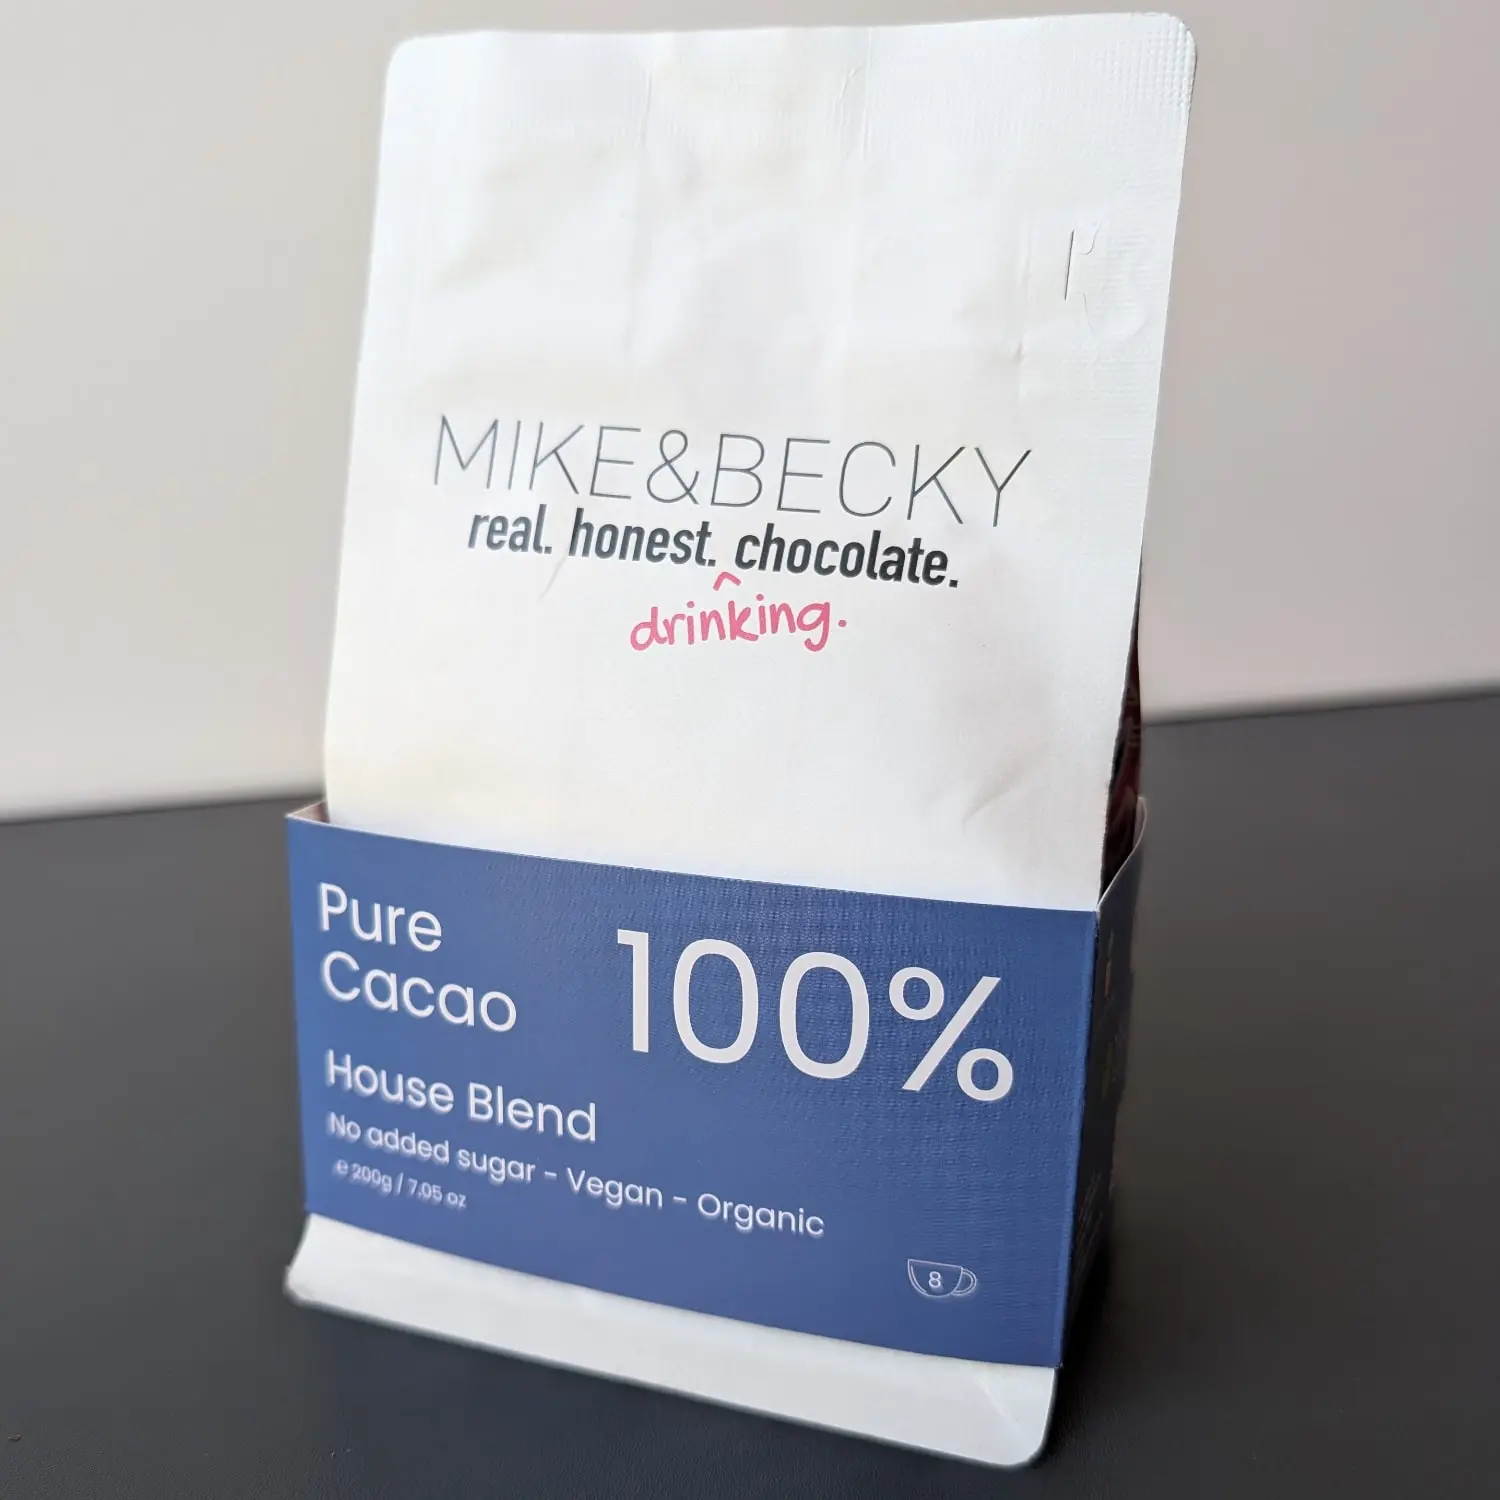 MIKE&BECKY
real. honest. chocolate.
drinking.
Pure
Cacao
100%
House Blend
No added sugar - Vegan - Organic
℮ 200g / 7.05 oz
8